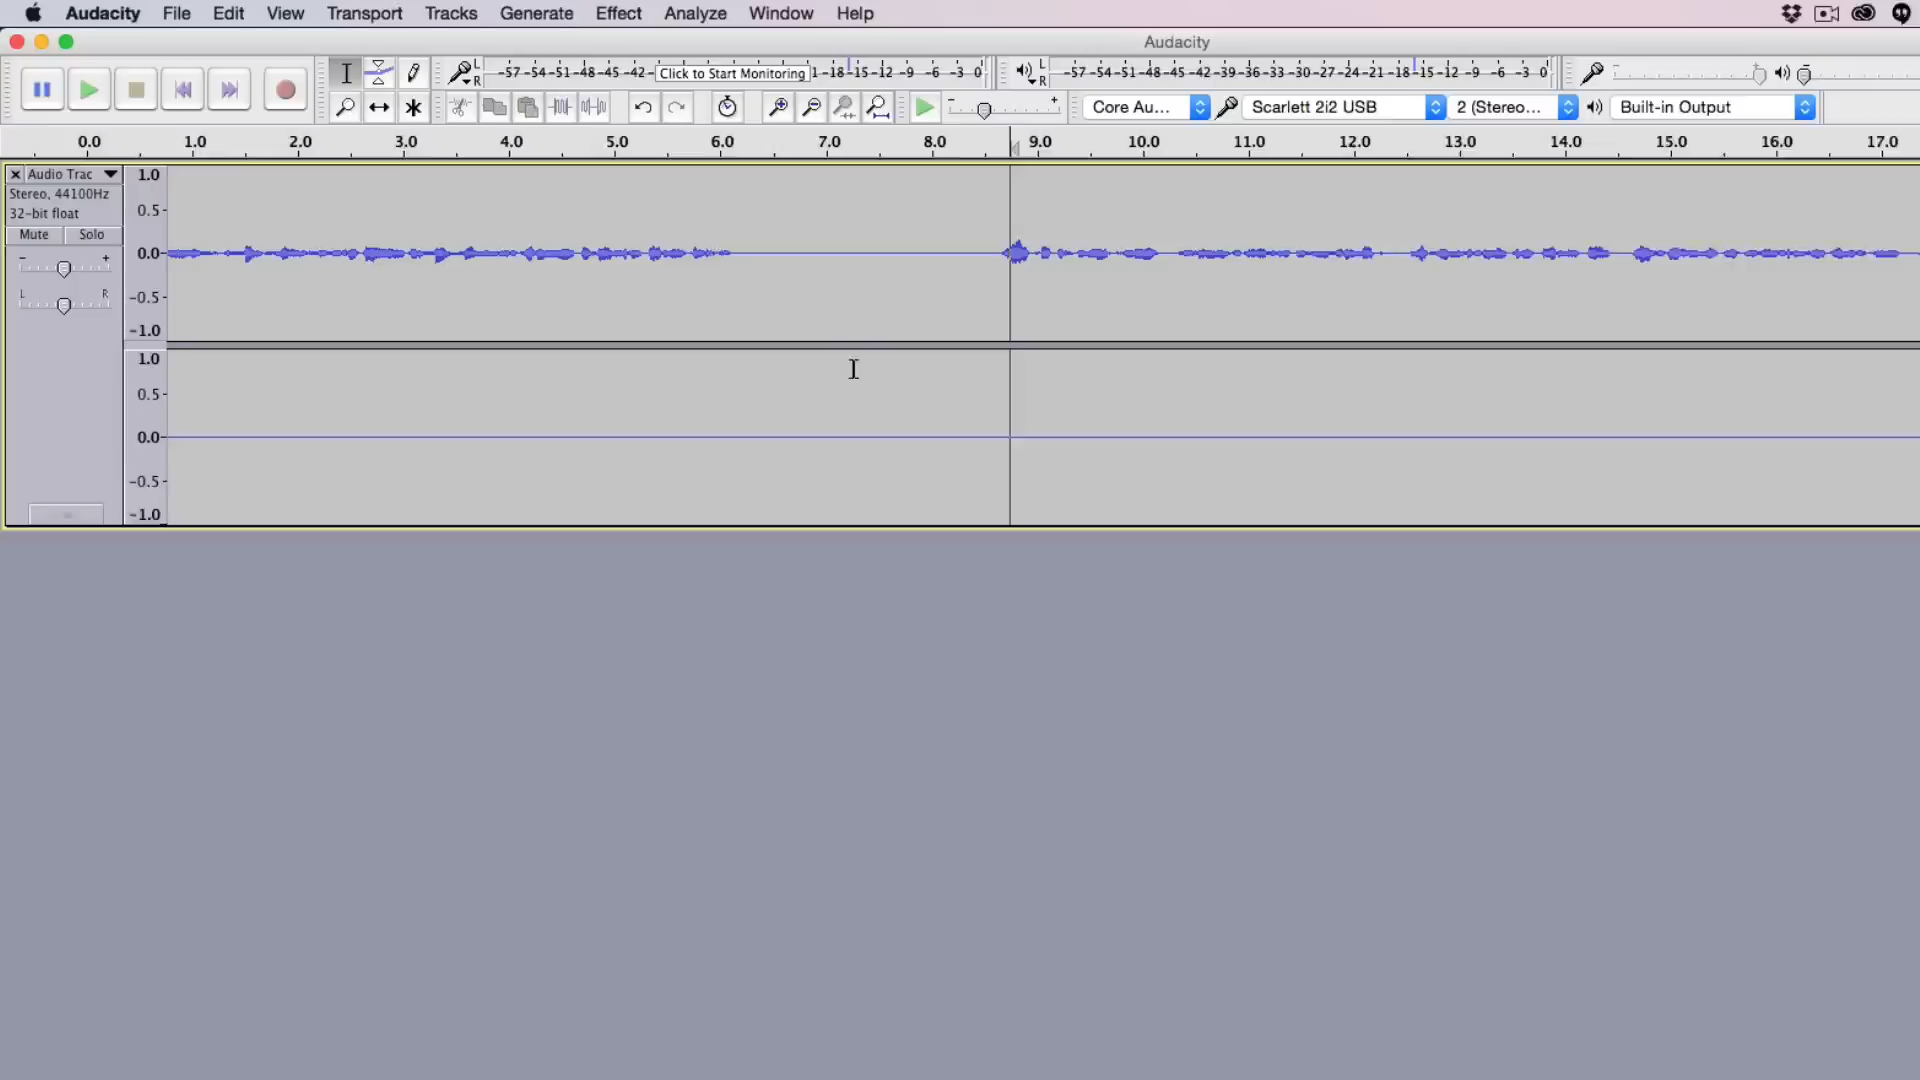 Audacity File Edit View Transport Tracks Generate Effect Analyze Window Help
Audacity
L
R
-57 -54 -51 -48 -45 -42 - Click to Start Monitoring 1 -18 -15 -12 -9 -6 -3 0
L
R
-57 -54 -51 -48 -45 -42 -39 -36 -33 -30 -27 -24 -21 -18 -15 -12 -9 -6 -3 0
- + Core Au... Scarlett 2i2 USB 2 (Stereo... Built-in Output
0.0 1.0 2.0 3.0 4.0 5.0 6.0 7.0 8.0 9.0 10.0 11.0 12.0 13.0 14.0 15.0 16.0 17.0
Audio Trac
Stereo, 44100Hz
32-bit float
Mute Solo
- +
L R
1.0
0.5-
0.0-
-0.5-
-1.0
1.0
0.5-
0.0-
-0.5-
-1.0